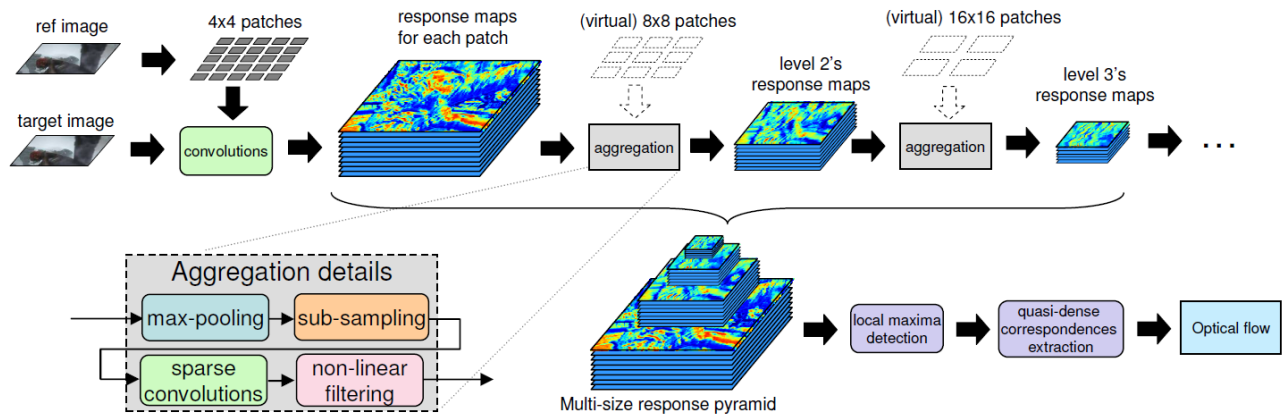 ref image
4x4 patches
response maps
for each patch
(virtual) 8x8 patches
(virtual) 16x16 patches
level 2's
response maps
level 3's
response maps
target image
convolutions
aggregation
aggregation
...
Aggregation details
max-pooling
sub-sampling
sparse
convolutions
non-linear
filtering
Multi-size response pyramid
local maxima
detection
quasi-dense
correspondences
extraction
Optical flow